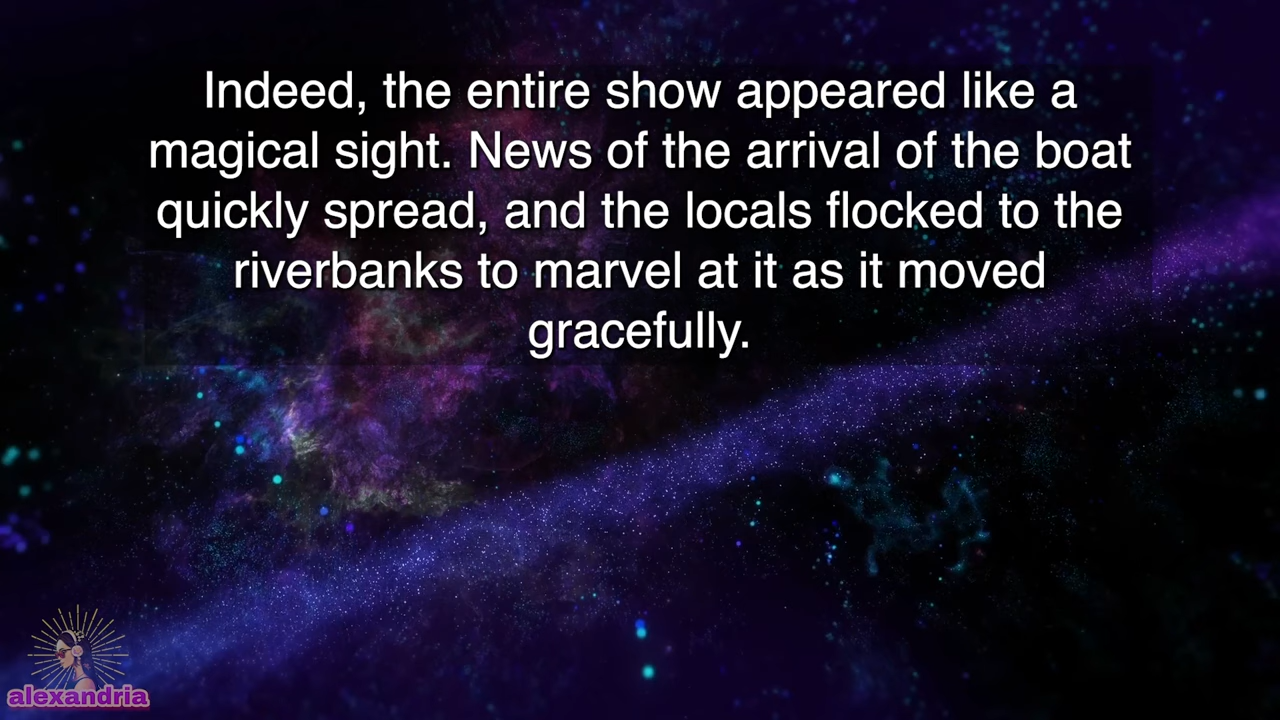 Indeed, the entire show appeared like a
magical sight. News of the arrival of the boat
quickly spread, and the locals flocked to the
riverbanks to marvel at it as it moved
gracefully.
alexandria